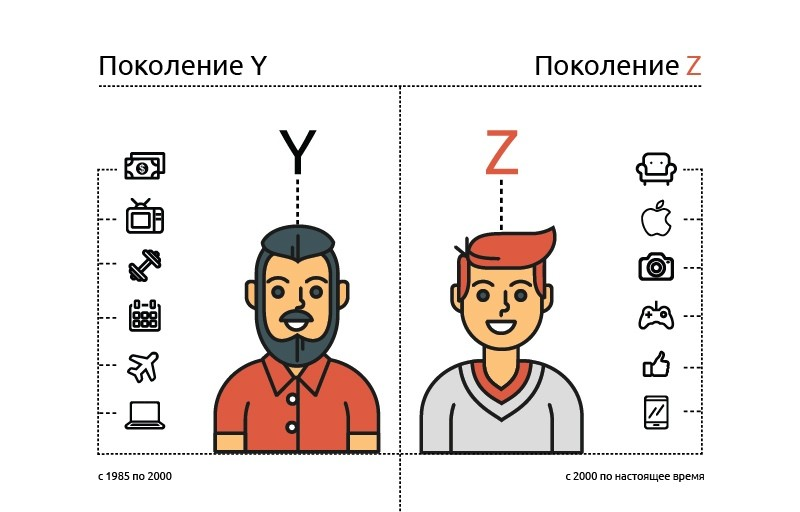 Поколение Y
Поколение Z
Y
Z
$
с 1985 по 2000
с 2000 по настоящее время